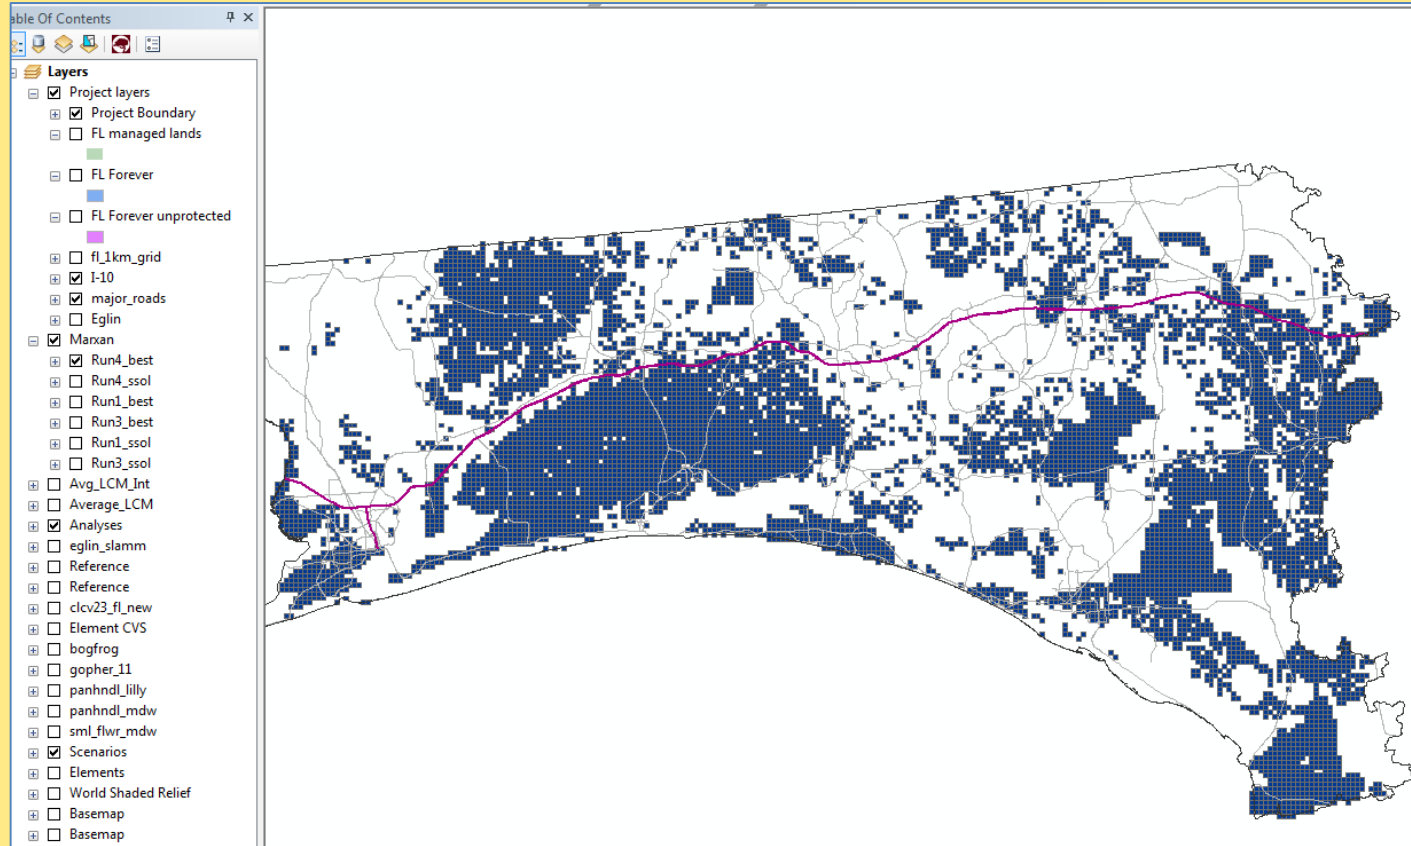 able Of Contents
Layers
Project layers
Project Boundary
FL managed lands
FL Forever
FL Forever unprotected
fl_1km_grid
I-10
major_roads
Eglin
Marxan
Run4_best
Run4_ssol
Run1_best
Run3_best
Run1_ssol
Run3_ssol
Avg_LCM_Int
Average_LCM
Analyses
eglin_slamm
Reference
Reference
clcv23_fl_new
Element CVS
bogfrog
gopher_11
panhndl_lilly
panhndl_mdw
sml_flwr_mdw
Scenarios
Elements
World Shaded Relief
Basemap
Basemap